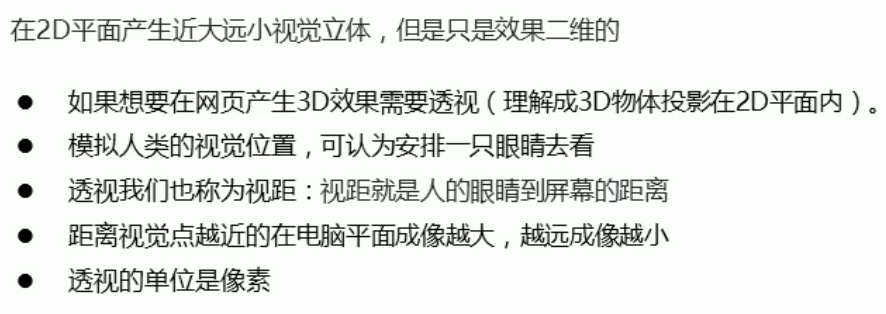 在2D平面产生近大远小视觉立体，但是只是效果二维的
● 如果想要在网页产生3D效果需要透视（理解成3D物体投影在2D平面内）。
● 模拟人类的视觉位置，可认为安排一只眼睛去看
● 透视我们也称为视距：视距就是人的眼睛到屏幕的距离
● 距离视觉点越近的在电脑平面成像越大，越远成像越小
● 透视的单位是像素